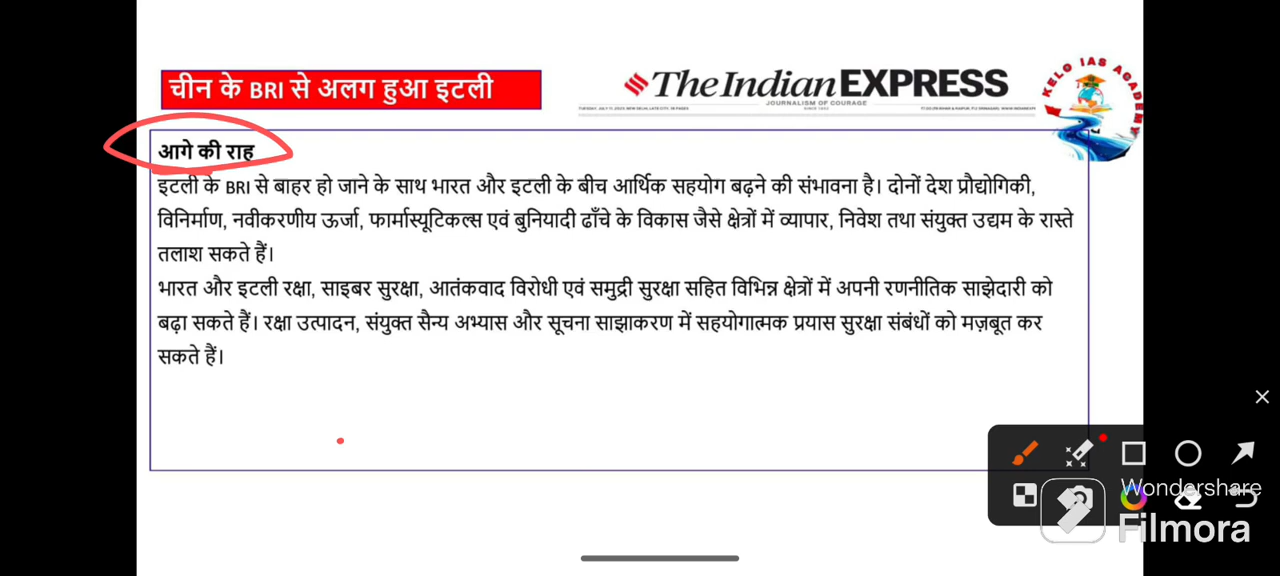 चीन के BRI से अलग हुआ इटली
The Indian EXPRESS
JOURNALISM OF COURAGE
KELO IAS ACADEMY
आगे की राह
इटली के BRI से बाहर हो जाने के साथ भारत और इटली के बीच आर्थिक सहयोग बढ़ने की संभावना है। दोनों देश प्रौद्योगिकी,
विनिर्माण, नवीकरणीय ऊर्जा, फार्मास्यूटिकल्स एवं बुनियादी ढाँचे के विकास जैसे क्षेत्रों में व्यापार, निवेश तथा संयुक्त उद्यम के रास्ते
तलाश सकते हैं।
भारत और इटली रक्षा, साइबर सुरक्षा, आतंकवाद विरोधी एवं समुद्री सुरक्षा सहित विभिन्न क्षेत्रों में अपनी रणनीतिक साझेदारी को
बढ़ा सकते हैं। रक्षा उत्पादन, संयुक्त सैन्य अभ्यास और सूचना साझाकरण में सहयोगात्मक प्रयास सुरक्षा संबंधों को मज़बूत कर
सकते हैं।
Wondershare
Filmora